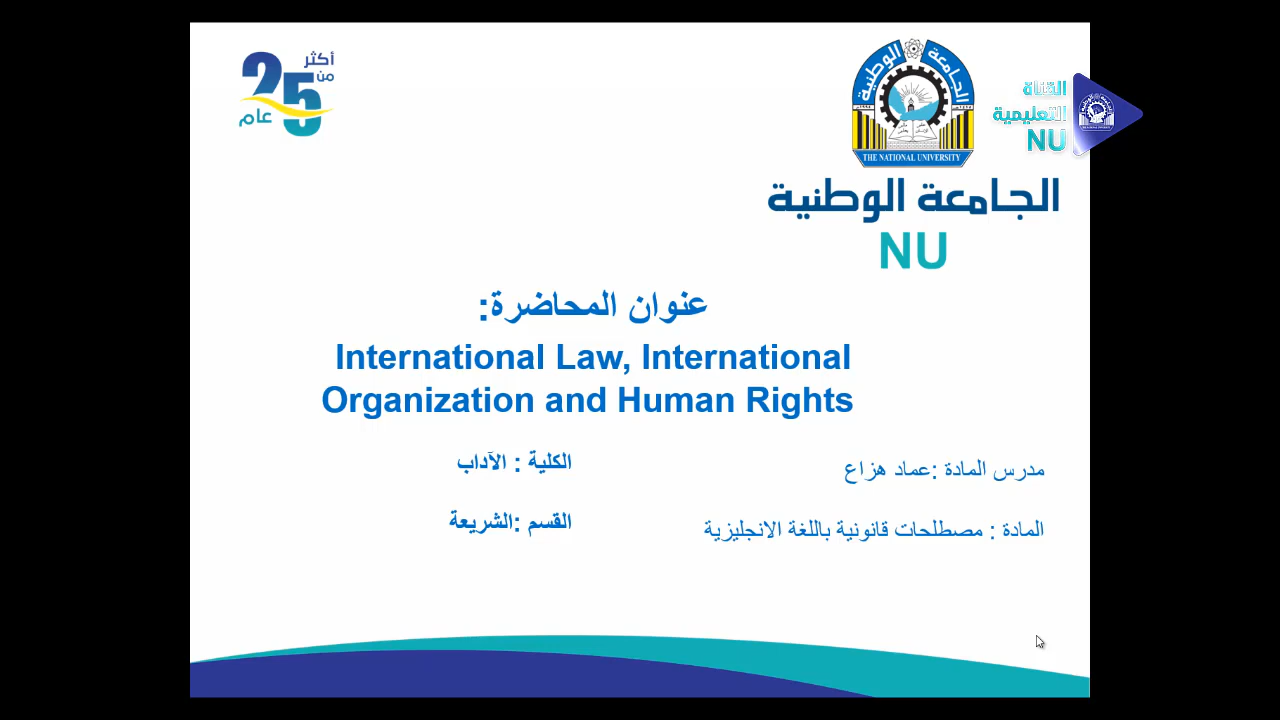 أكثر
من
25
عام
الجامعة الوطنية
THE NATIONAL UNIVERSITY
القناة
التعليمية
NU
الجامعة الوطنية
NU
عنوان المحاضرة:
International Law, International
Organization and Human Rights
مدرس المادة :عماد هزاع
الكلية : الآداب
المادة : مصطلحات قانونية باللغة الانجليزية
القسم :الشريعة